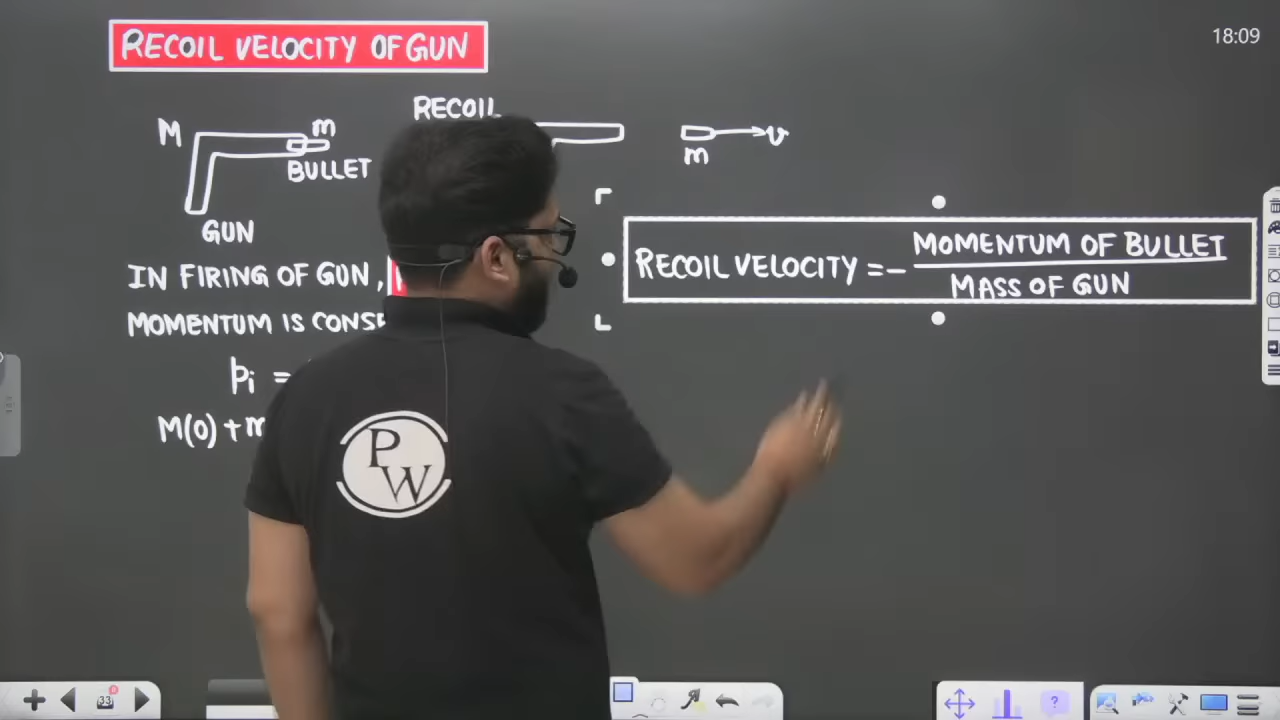 RECOIL VELOCITY OF GUN
18:09
RECOIL
M
m
BULLET
GUN
m
v
RECOIL VELOCITY = - MOMENTUM OF BULLET
MASS OF GUN
IN FIRING OF GUN,
MOMENTUM IS
pi =
M(0) + m
PW
33